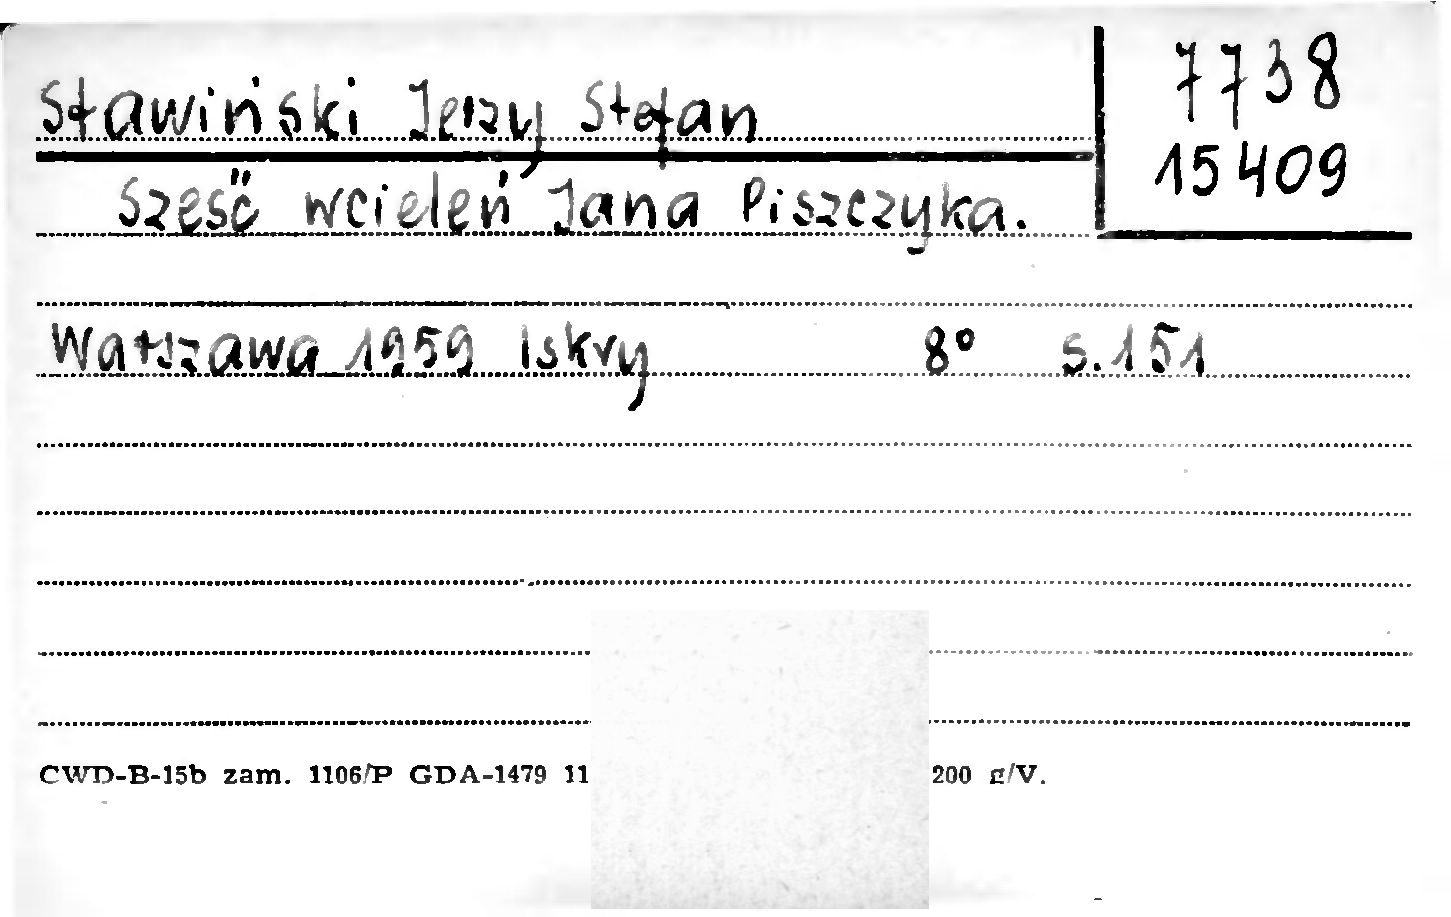 Stawiński Jerzy Stefan
7738
15409
Sześć wcieleń Jana Piszczyka.
Warszawa 1959 Iskry 8° s. 151
CWD-B-15b zam. 1106/P GDA-1479 11 200 g/V.